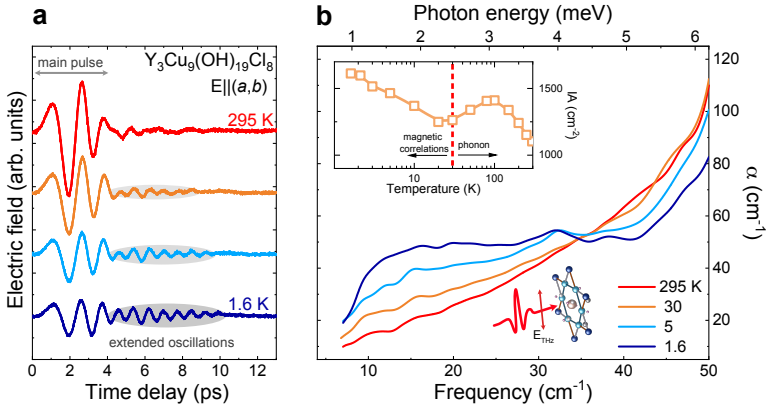 a
main pulse
Y3Cu9(OH)19Cl8
E||(a,b)
295 K
30 K
5 K
1.6 K
extended oscillations
Electric field (arb. units)
0 2 4 6 8 10 12
Time delay (ps)
b
Photon energy (meV)
1 2 3 4 5 6
magnetic
correlations
phonon
10 100
Temperature (K)
1500
1000
IA (cm-2)
120
100
80
60
40
20
α (cm-1)
295 K
30
5
1.6
ETHz
10 20 30 40 50
Frequency (cm-1)